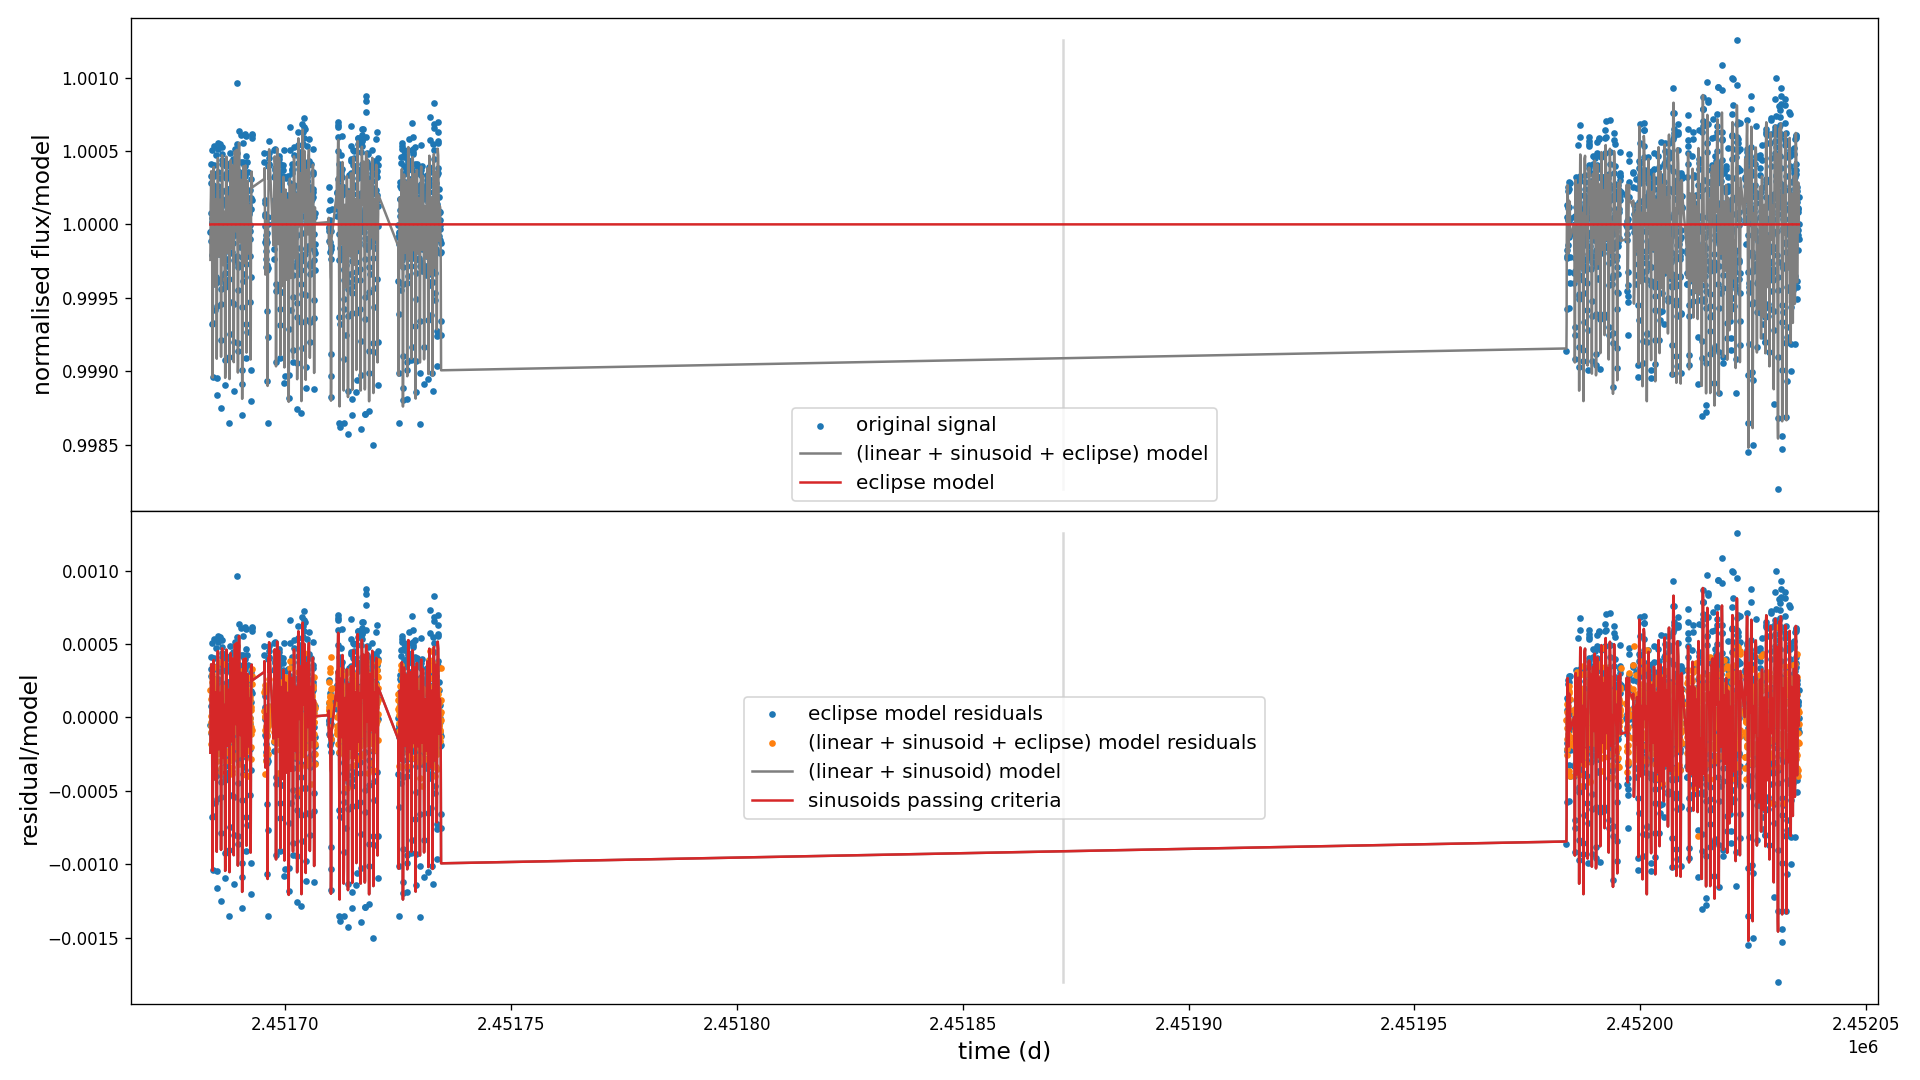 normalised flux/model
1.0010
1.0005
1.0000
0.9995
0.9990
0.9985
original signal
(linear + sinusoid + eclipse) model
eclipse model
residual/model
0.0010
0.0005
0.0000
−0.0005
−0.0010
−0.0015
eclipse model residuals
(linear + sinusoid + eclipse) model residuals
(linear + sinusoid) model
sinusoids passing criteria
2.45170 2.45175 2.45180 2.45185 2.45190 2.45195 2.45200 2.45205
1e6
time (d)